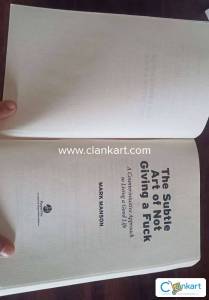 www.clankart.com
The Subtle
Art of Not
Giving a Fuck
A Counterintuitive Approach
to Living a Good Life
MARK MANSON
Clankart